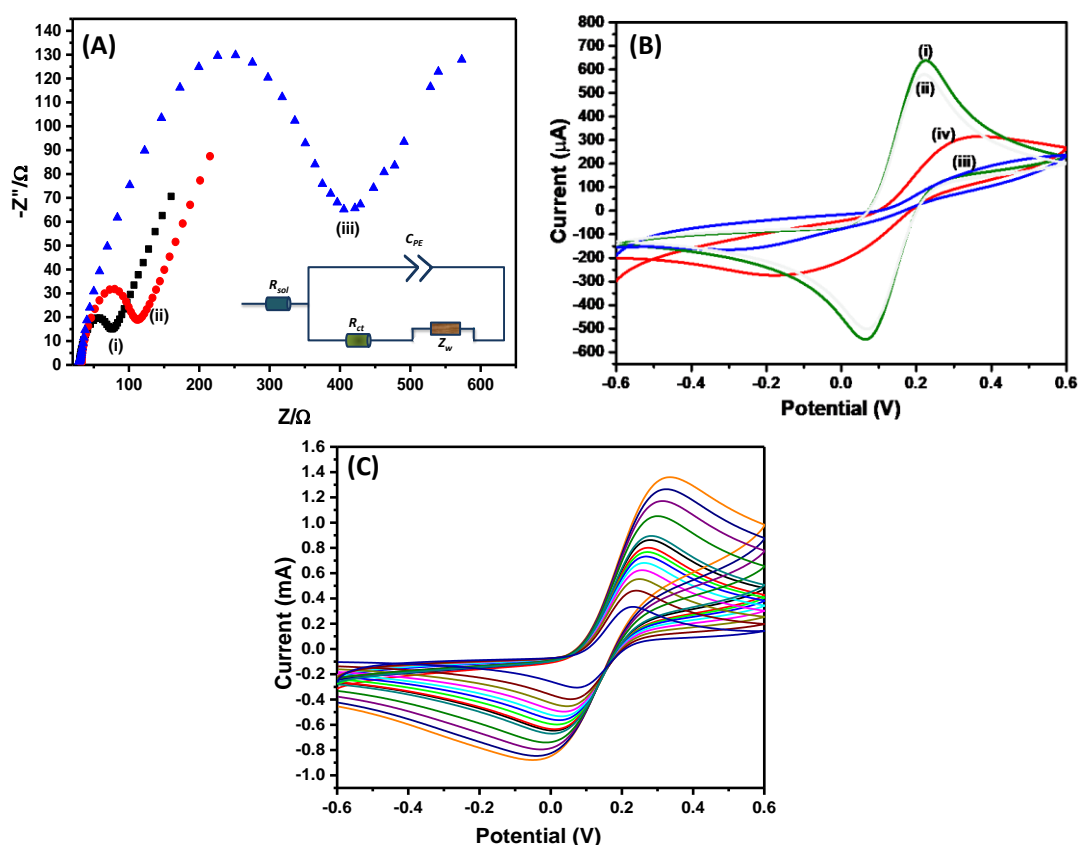 (A)
-Z"/Ω
140
130
120
110
100
90
80
70
60
50
40
30
20
10
0
100 200 300 400 500 600
Z/Ω
(i)
(ii)
(iii)
CPE
Rsol
Rct
Zw
(B)
Current (µA)
800
700
600
500
400
300
200
100
0
-100
-200
-300
-400
-500
-600
-0.6 -0.4 -0.2 0.0 0.2 0.4 0.6
Potential (V)
(i)
(ii)
(iv)
(iii)
(C)
Current (mA)
1.6
1.4
1.2
1.0
0.8
0.6
0.4
0.2
0.0
-0.2
-0.4
-0.6
-0.8
-1.0
-0.6 -0.4 -0.2 0.0 0.2 0.4 0.6
Potential (V)